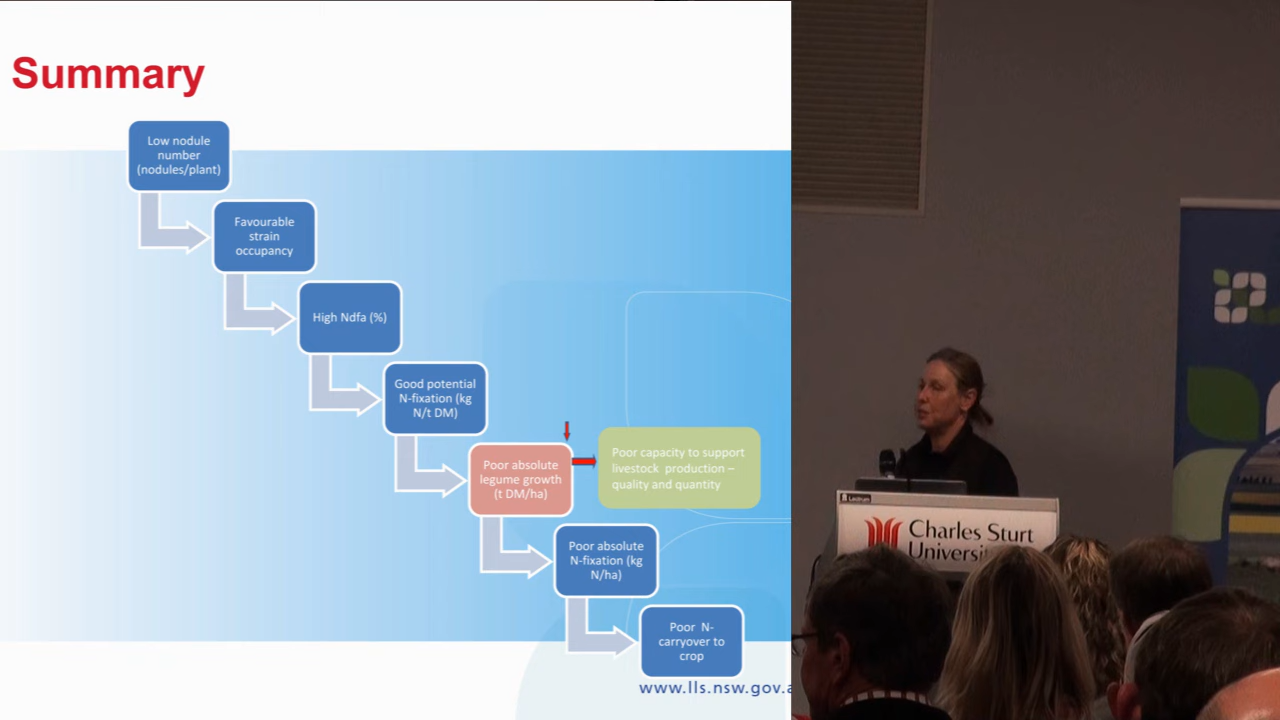 Summary
Low nodule
number
(nodules/plant)
Favourable
strain
occupancy
High Ndfa (%)
Good potential
N-fixation (kg
N/t DM)
Poor absolute
legume growth
(t DM/ha)
Poor capacity to support
livestock production –
quality and quantity
Poor absolute
N-fixation (kg
N/ha)
Poor N-
carryover to
crop
www.lls.nsw.gov.a
Lectrum
Charles Sturt
Universi